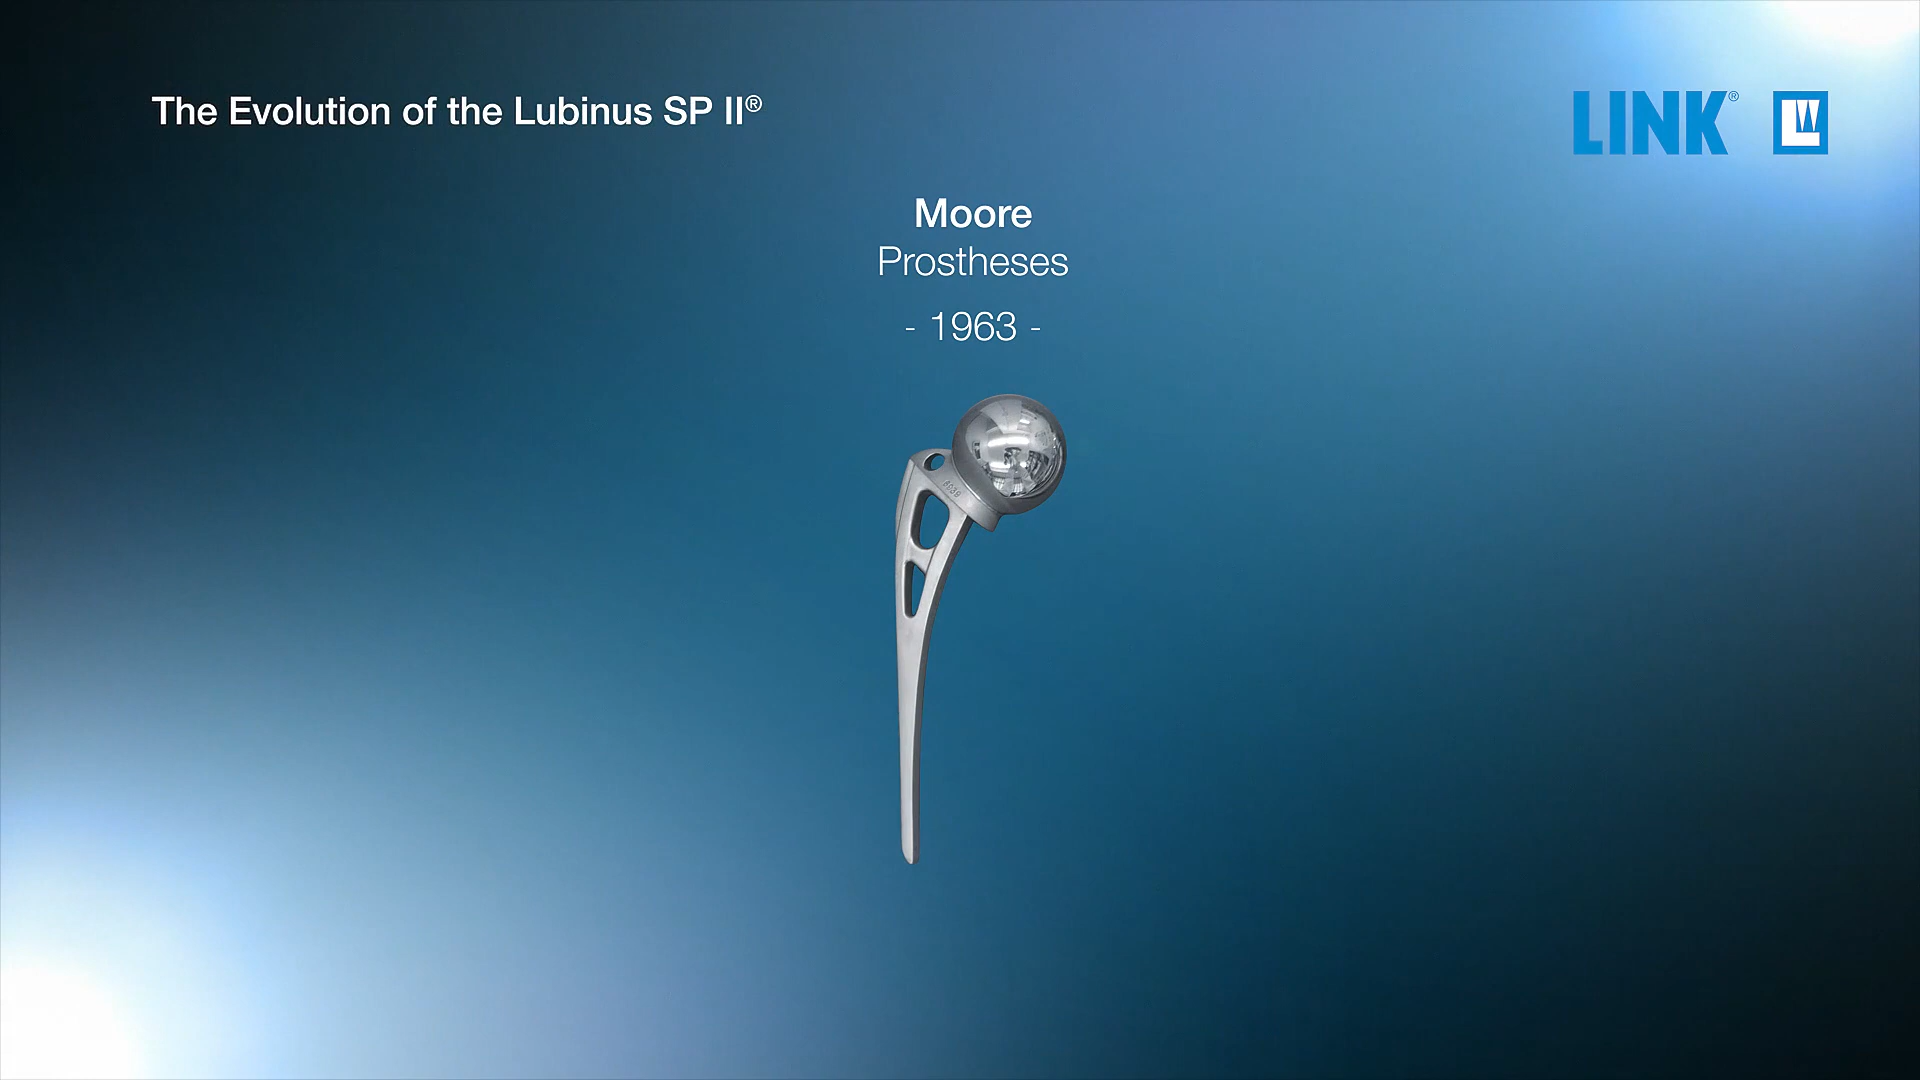 The Evolution of the Lubinus SP II®
LINK®
Moore
Prostheses
- 1963 -